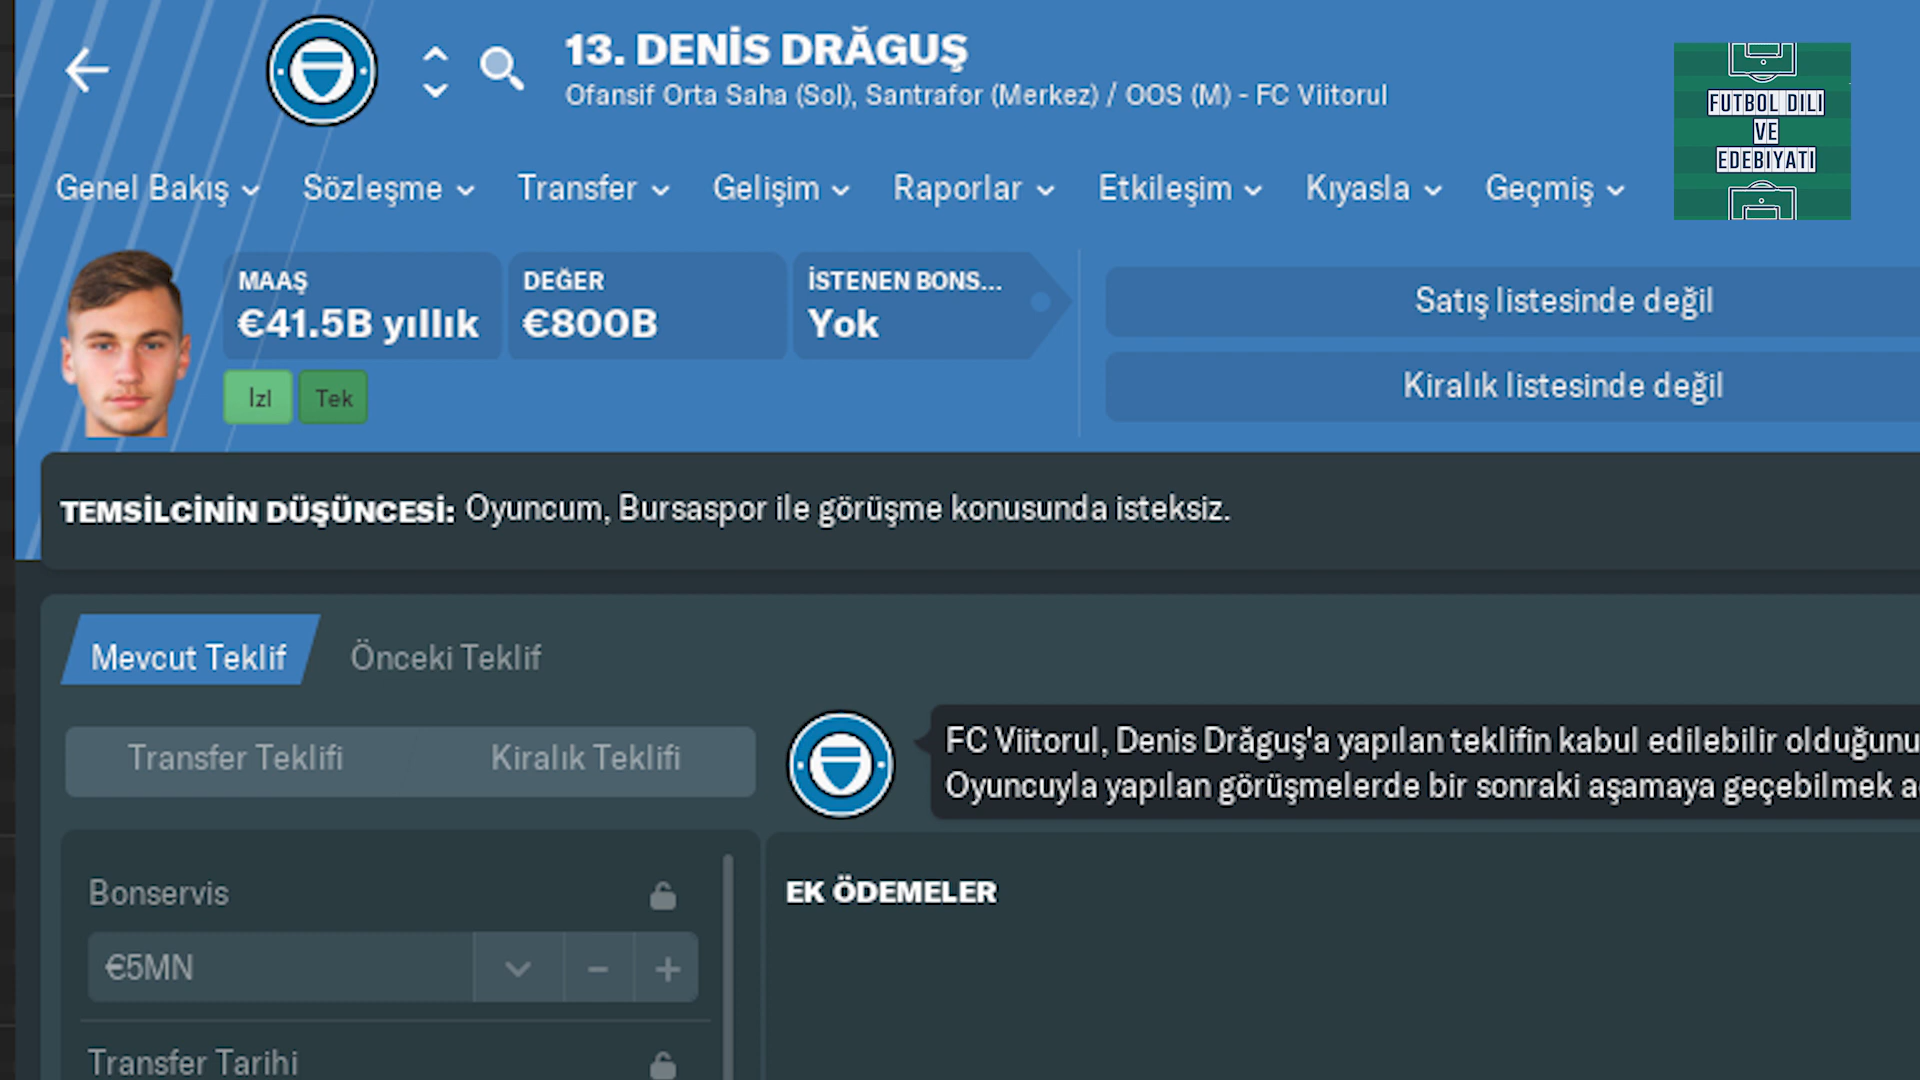 13. DENİS DRĂGUŞ
Ofansif Orta Saha (Sol), Santrafor (Merkez) / OOS (M) - FC Viitorul
FUTBOL DILI
VE
EDEBIYATI
Genel Bakış Sözleşme Transfer Gelişim Raporlar Etkileşim Kıyasla Geçmiş
MAAŞ DEĞER İSTENEN BONS...
€41.5B yıllık €800B Yok
Satış listesinde değil
Kiralık listesinde değil
İzl Tek
TEMSİLCİNİN DÜŞÜNCESİ: Oyuncum, Bursaspor ile görüşme konusunda isteksiz.
Mevcut Teklif Önceki Teklif
Transfer Teklifi Kiralık Teklifi
FC Viitorul, Denis Drăguş'a yapılan teklifin kabul edilebilir olduğunu
Oyuncuyla yapılan görüşmelerde bir sonraki aşamaya geçebilmek
Bonservis
€5MN
EK ÖDEMELER
Transfer Tarihi